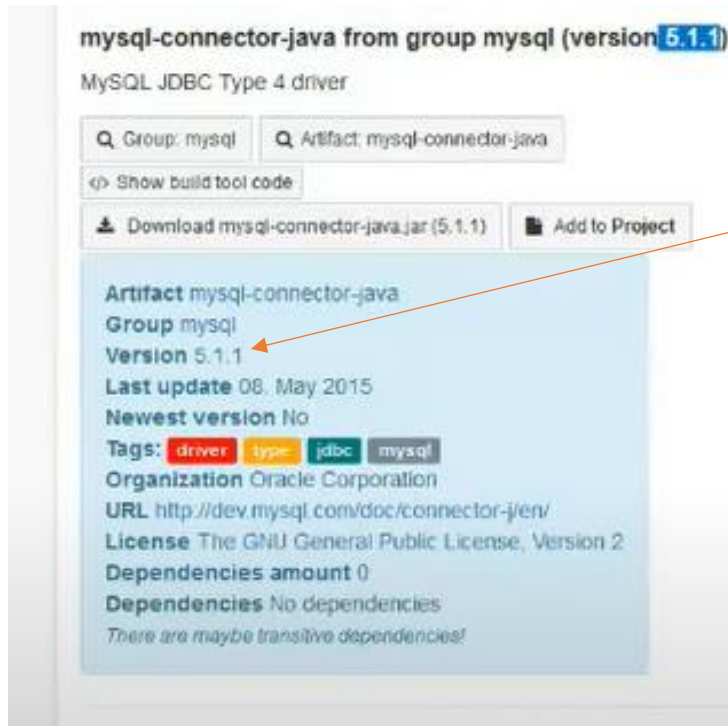 mysql-connector-java from group mysql (version 5.1.1)
MySQL JDBC Type 4 driver
Group: mysql Artifact: mysql-connector-java
</> Show build tool code
Download mysql-connector-java.jar (5.1.1) Add to Project
Artifact mysql-connector-java
Group mysql
Version 5.1.1
Last update 08. May 2015
Newest version No
Tags: driver type jdbc mysql
Organization Oracle Corporation
URL http://dev.mysql.com/doc/connector-j/en/
License The GNU General Public License, Version 2
Dependencies amount 0
Dependencies No dependencies
There are maybe transitive dependencies!